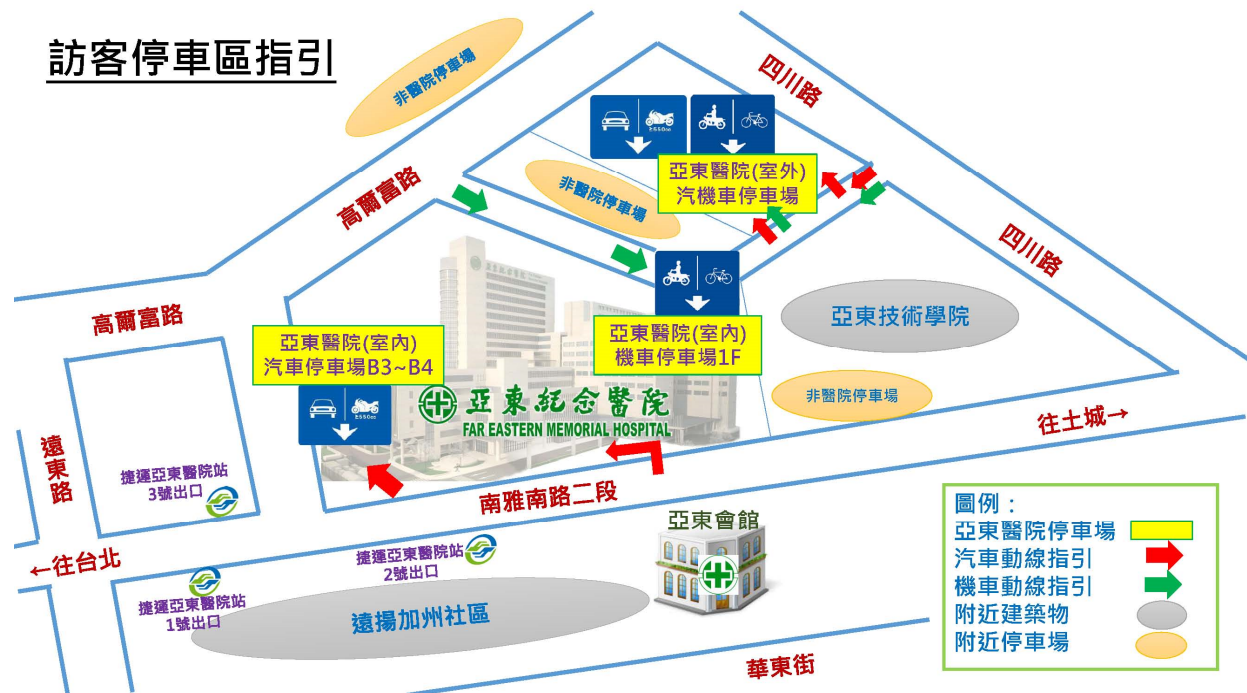 訪客停車區指引
非醫院停車場
四川路
≥550cc
亞東醫院(室外)
汽機車停車場
高爾富路
非醫院停車場
四川路
亞東紀念醫院
高爾富路
亞東技術學院
亞東醫院(室內)
機車停車場1F
亞東醫院(室內)
汽車停車場B3~B4
≥550cc
非醫院停車場
亞東紀念醫院
FAR EASTERN MEMORIAL HOSPITAL
往土城→
遠東路
捷運亞東醫院站
3號出口
南雅南路二段
亞東會館
←往台北
捷運亞東醫院站
2號出口
捷運亞東醫院站
1號出口
遠揚加州社區
華東街
圖例：
亞東醫院停車場
汽車動線指引
機車動線指引
附近建築物
附近停車場